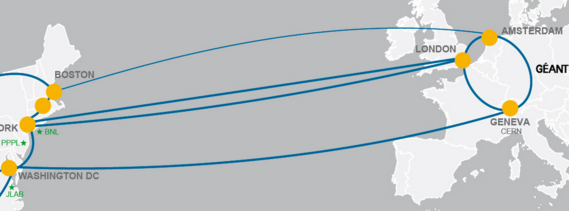 AMSTERDAM
LONDON
GÉANT
BOSTON
GENEVA
CERN
ORK
BNL
PPPL
WASHINGTON DC
JLAB